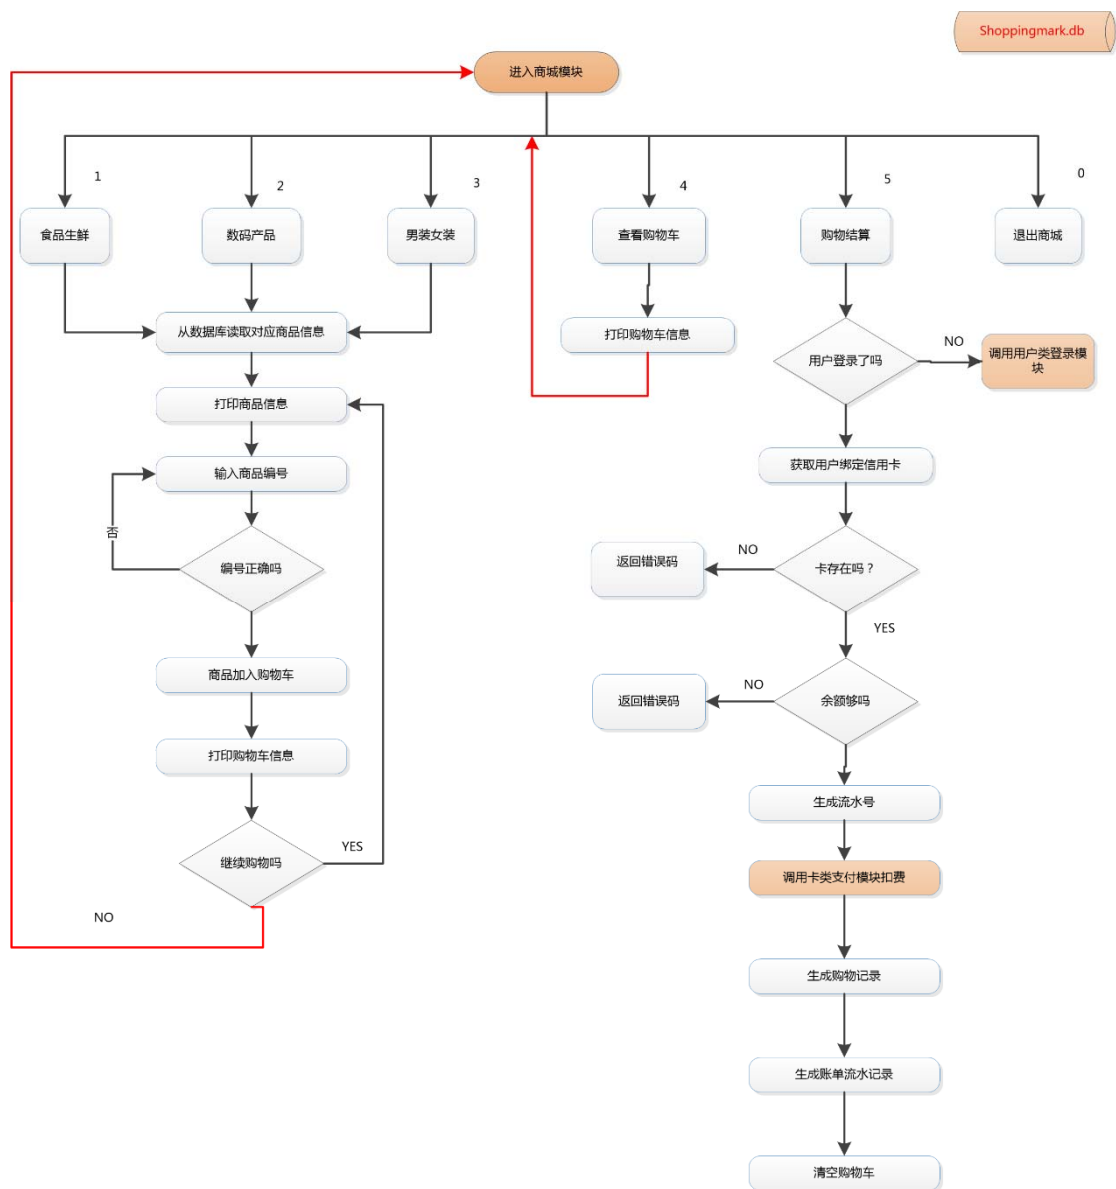 Shoppingmark.db
进入商城模块
1
2
3
4
5
0
食品生鲜
数码产品
男装女装
查看购物车
购物结算
退出商城
从数据库读取对应商品信息
打印购物车信息
用户登录了吗
NO
调用用户类登录模
块
打印商品信息
输入商品编号
获取用户绑定信用卡
否
编号正确吗
返回错误码
NO
卡存在吗？
YES
商品加入购物车
返回错误码
NO
余额够吗
打印购物车信息
生成流水号
继续购物吗
YES
调用卡类支付模块扣费
NO
生成购物记录
生成账单流水记录
清空购物车